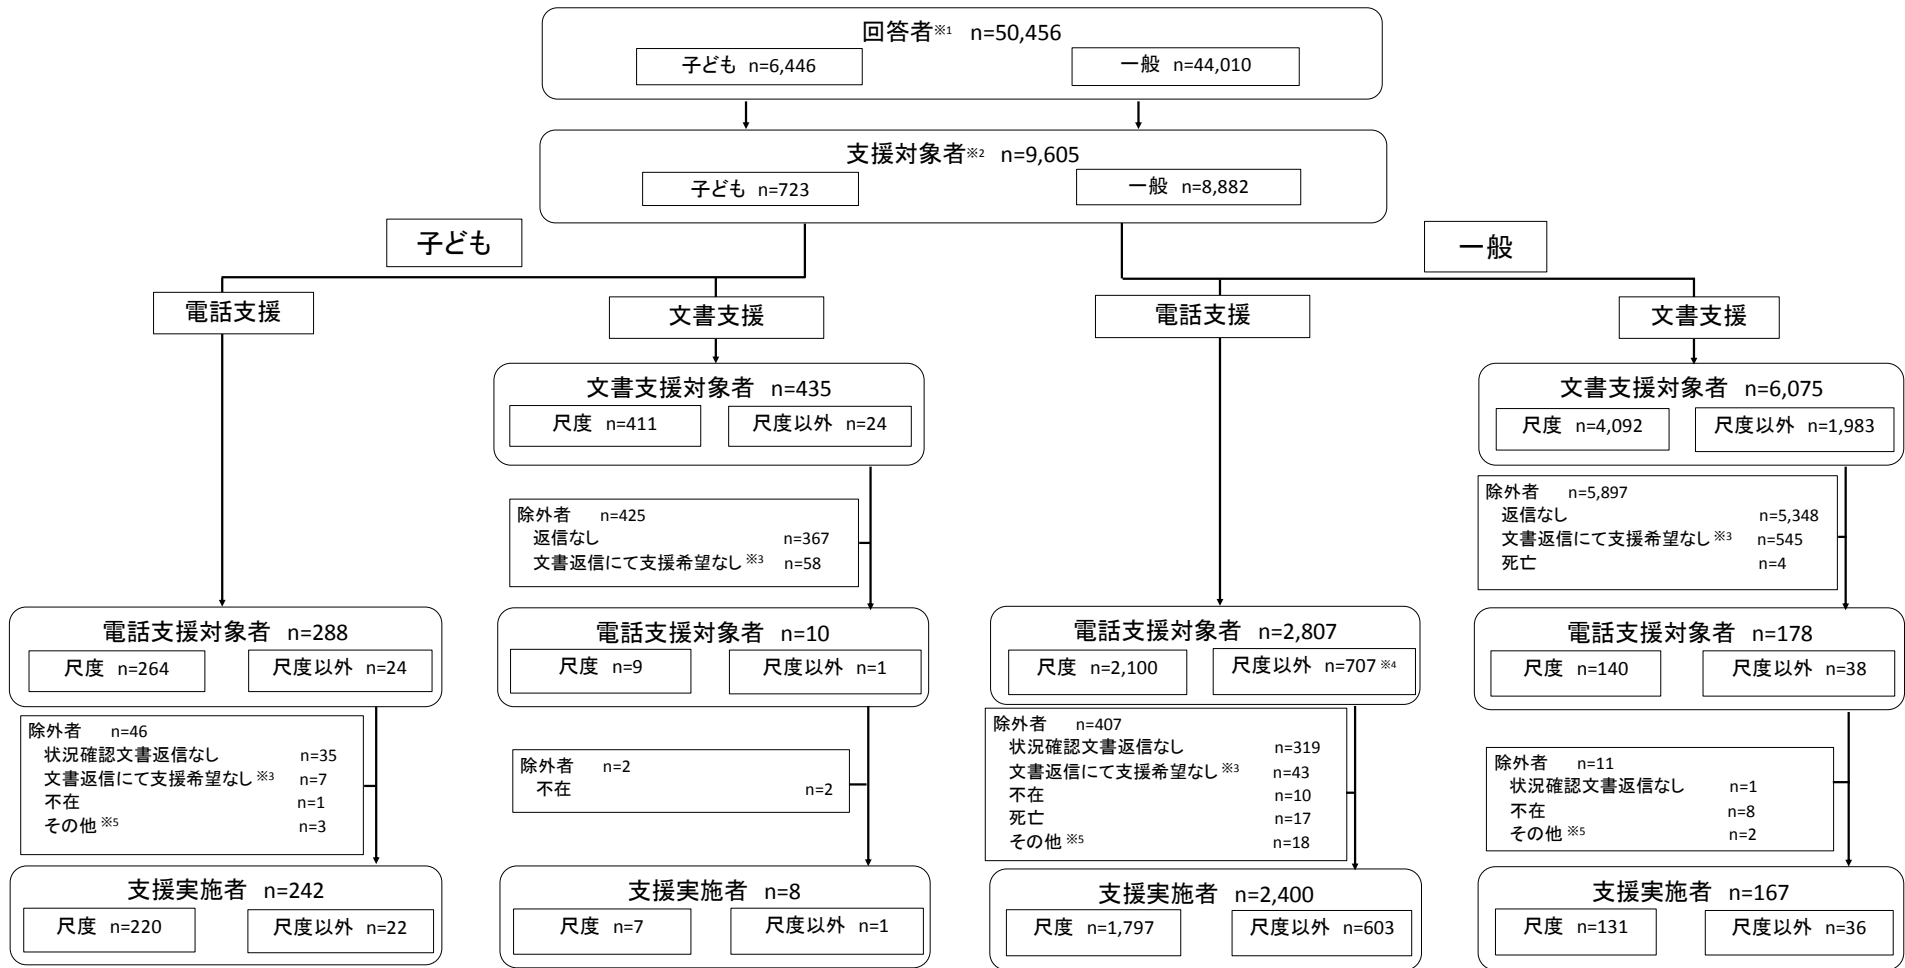 回答者※1 n=50,456
子ども n=6,446
一般 n=44,010
支援対象者※2 n=9,605
子ども n=723
一般 n=8,882
子ども
一般
電話支援
文書支援
電話支援
文書支援
文書支援対象者 n=435
尺度 n=411
尺度以外 n=24
文書支援対象者 n=6,075
尺度 n=4,092
尺度以外 n=1,983
除外者 n=425
返信なし n=367
文書返信にて支援希望なし※3 n=58
除外者 n=5,897
返信なし n=5,348
文書返信にて支援希望なし※3 n=545
死亡 n=4
電話支援対象者 n=288
尺度 n=264
尺度以外 n=24
電話支援対象者 n=10
尺度 n=9
尺度以外 n=1
電話支援対象者 n=2,807
尺度 n=2,100
尺度以外 n=707 ※4
電話支援対象者 n=178
尺度 n=140
尺度以外 n=38
除外者 n=46
状況確認文書返信なし n=35
文書返信にて支援希望なし※3 n=7
不在 n=1
その他※5 n=3
除外者 n=2
不在 n=2
除外者 n=407
状況確認文書返信なし n=319
文書返信にて支援希望なし※3 n=43
不在 n=10
死亡 n=17
その他※5 n=18
除外者 n=11
状況確認文書返信なし n=1
不在 n=8
その他※5 n=2
支援実施者 n=242
尺度 n=220
尺度以外 n=22
支援実施者 n=8
尺度 n=7
尺度以外 n=1
支援実施者 n=2,400
尺度 n=1,797
尺度以外 n=603
支援実施者 n=167
尺度 n=131
尺度以外 n=36